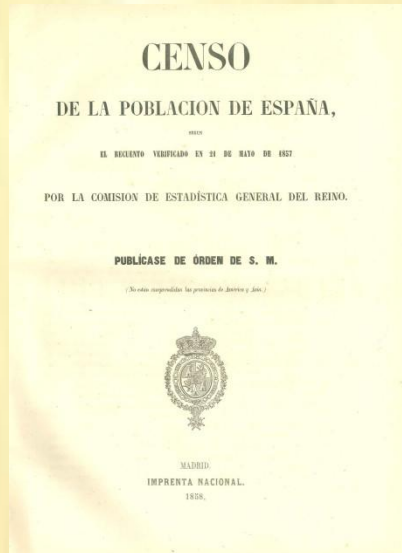 CENSO
DE LA POBLACION DE ESPAÑA,
SEGUN
EL RECUENTO VERIFICADO EN 21 DE MAYO DE 1857
POR LA COMISION DE ESTADÍSTICA GENERAL DEL REINO.
PUBLÍCASE DE ÓRDEN DE S. M.
(No están comprendidas las provincias de América y Asia.)
MADRID.
IMPRENTA NACIONAL.
1858.